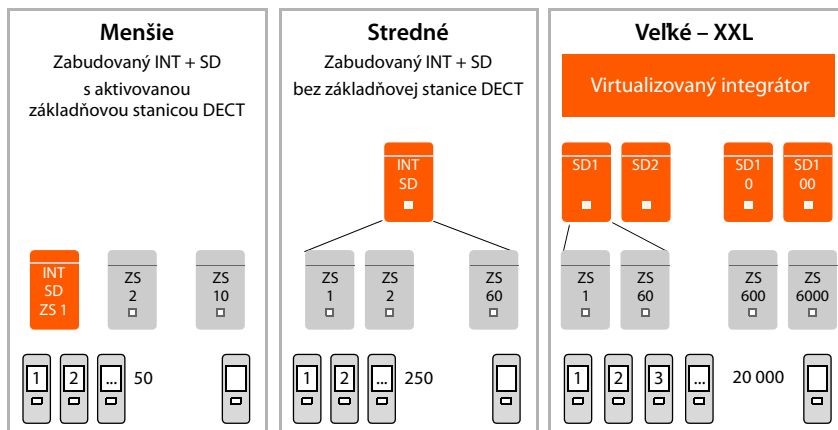 Menšie
Zabudovaný INT + SD
s aktivovanou
základňovou stanicou DECT
INT
SD
ZS 1
ZS
2
ZS
10
1
2
...
50
Stredné
Zabudovaný INT + SD
bez základňovej stanice DECT
INT
SD
ZS
1
ZS
2
ZS
60
1
2
...
250
Veľké – XXL
Virtualizovaný integrátor
SD1
SD2
SD1
0
SD1
00
ZS
1
ZS
60
ZS
600
ZS
6000
1
2
3
...
20 000